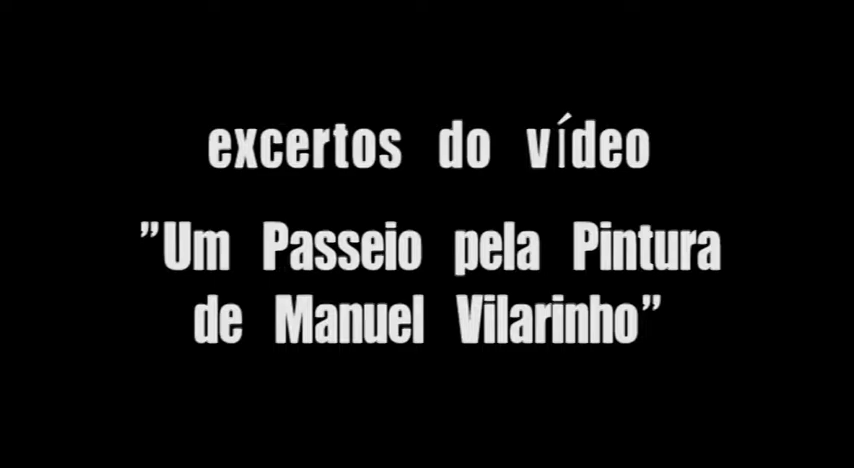 excertos do vídeo
”Um Passeio pela Pintura
de Manuel Vilarinho”